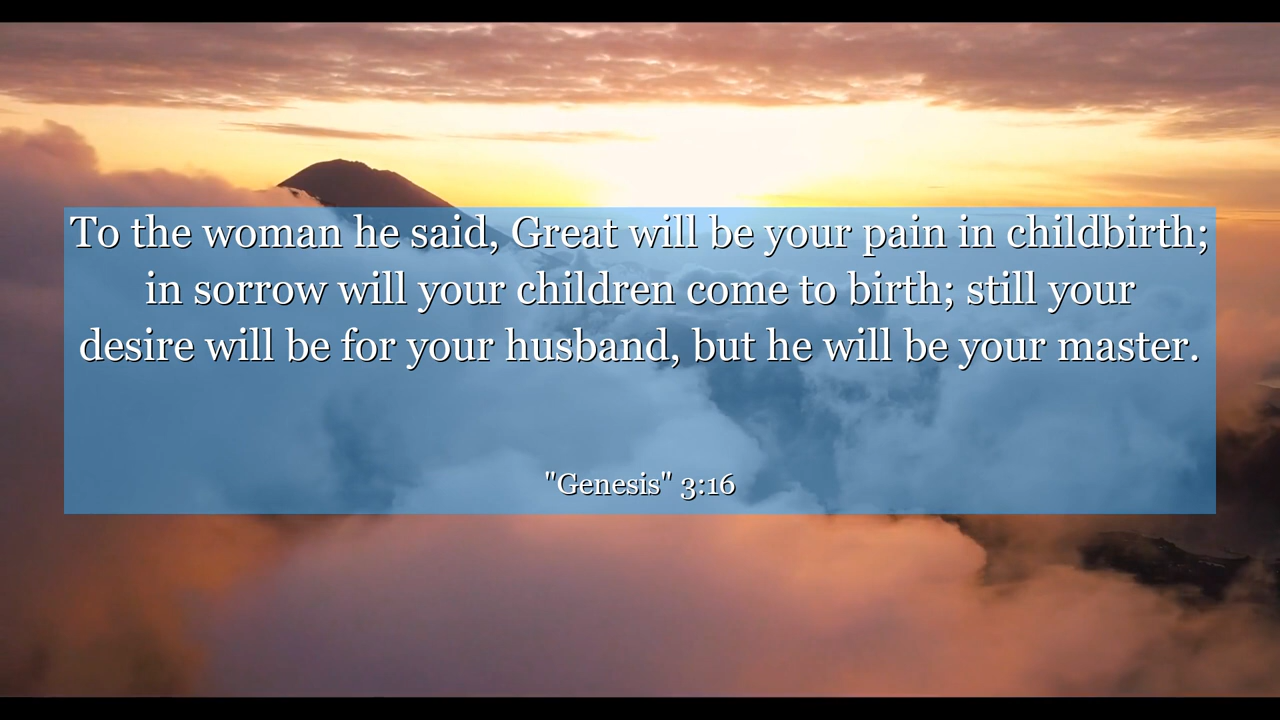 To the woman he said, Great will be your pain in childbirth;
in sorrow will your children come to birth; still your
desire will be for your husband, but he will be your master.
"Genesis" 3:16